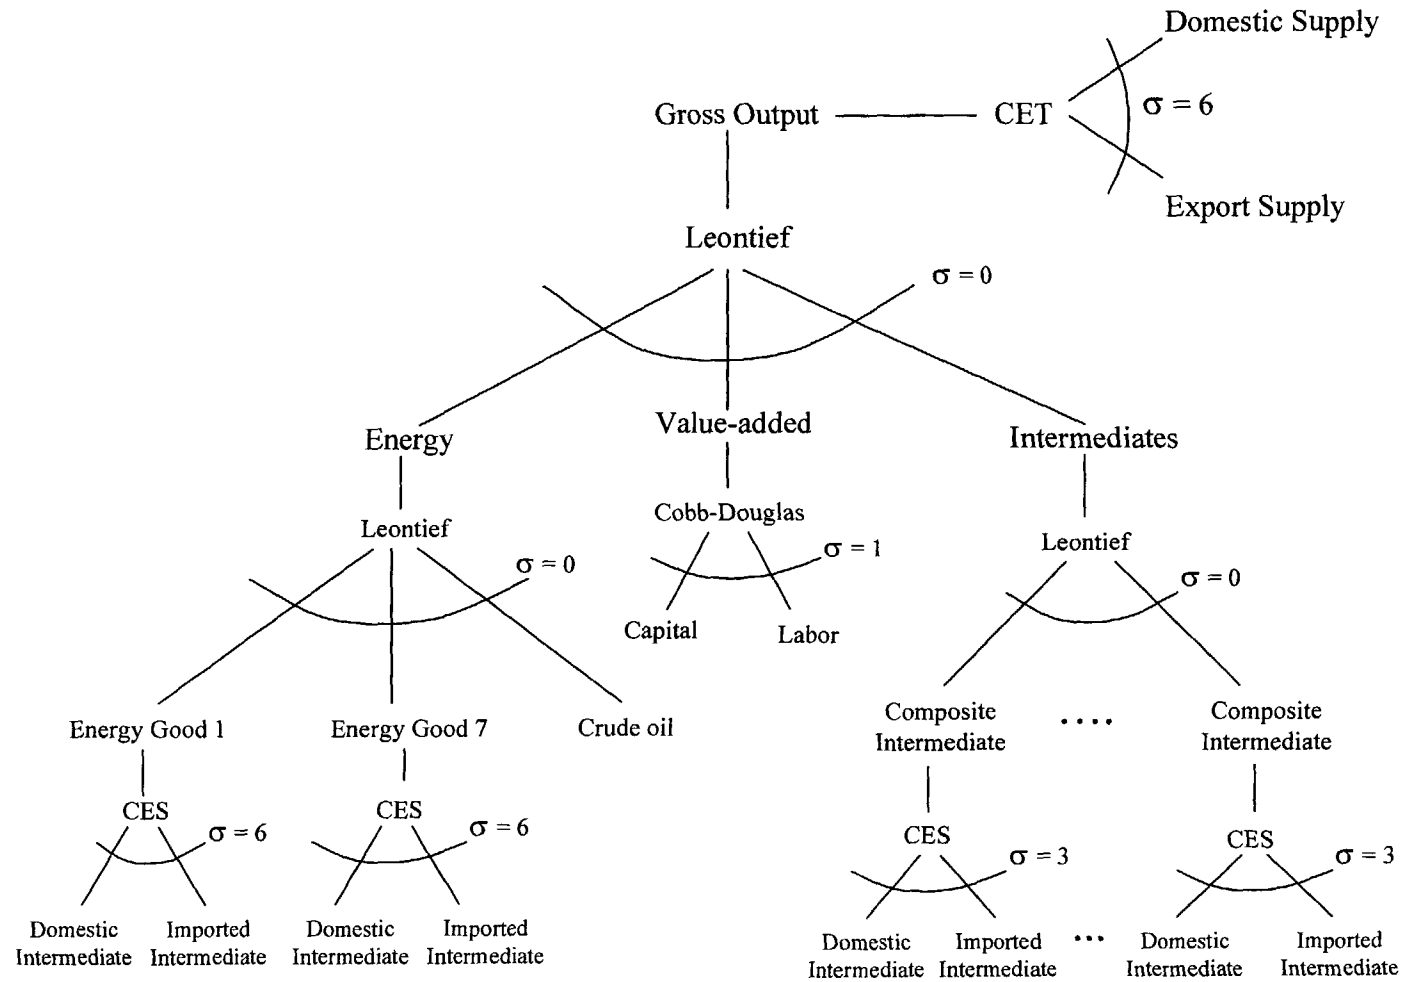 Domestic Supply
Gross Output
CET
σ = 6
Export Supply
Leontief
σ = 0
Energy
Value-added
Intermediates
Leontief
σ = 0
Cobb-Douglas
σ = 1
Capital
Labor
Leontief
σ = 0
Energy Good 1
Energy Good 7
Crude oil
Composite
Intermediate
....
Composite
Intermediate
CES
σ = 6
CES
σ = 6
CES
σ = 3
CES
σ = 3
Domestic
Intermediate
Imported
Intermediate
Domestic
Intermediate
Imported
Intermediate
Domestic
Intermediate
Imported
Intermediate
...
Domestic
Intermediate
Imported
Intermediate